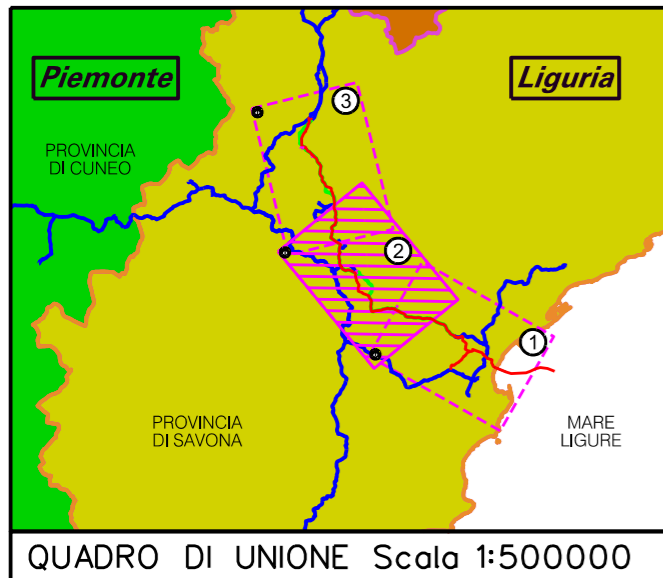 Piemonte
Liguria
3
PROVINCIA
DI CUNEO
2
1
PROVINCIA
DI SAVONA
MARE
LIGURE
QUADRO DI UNIONE Scala 1:500000